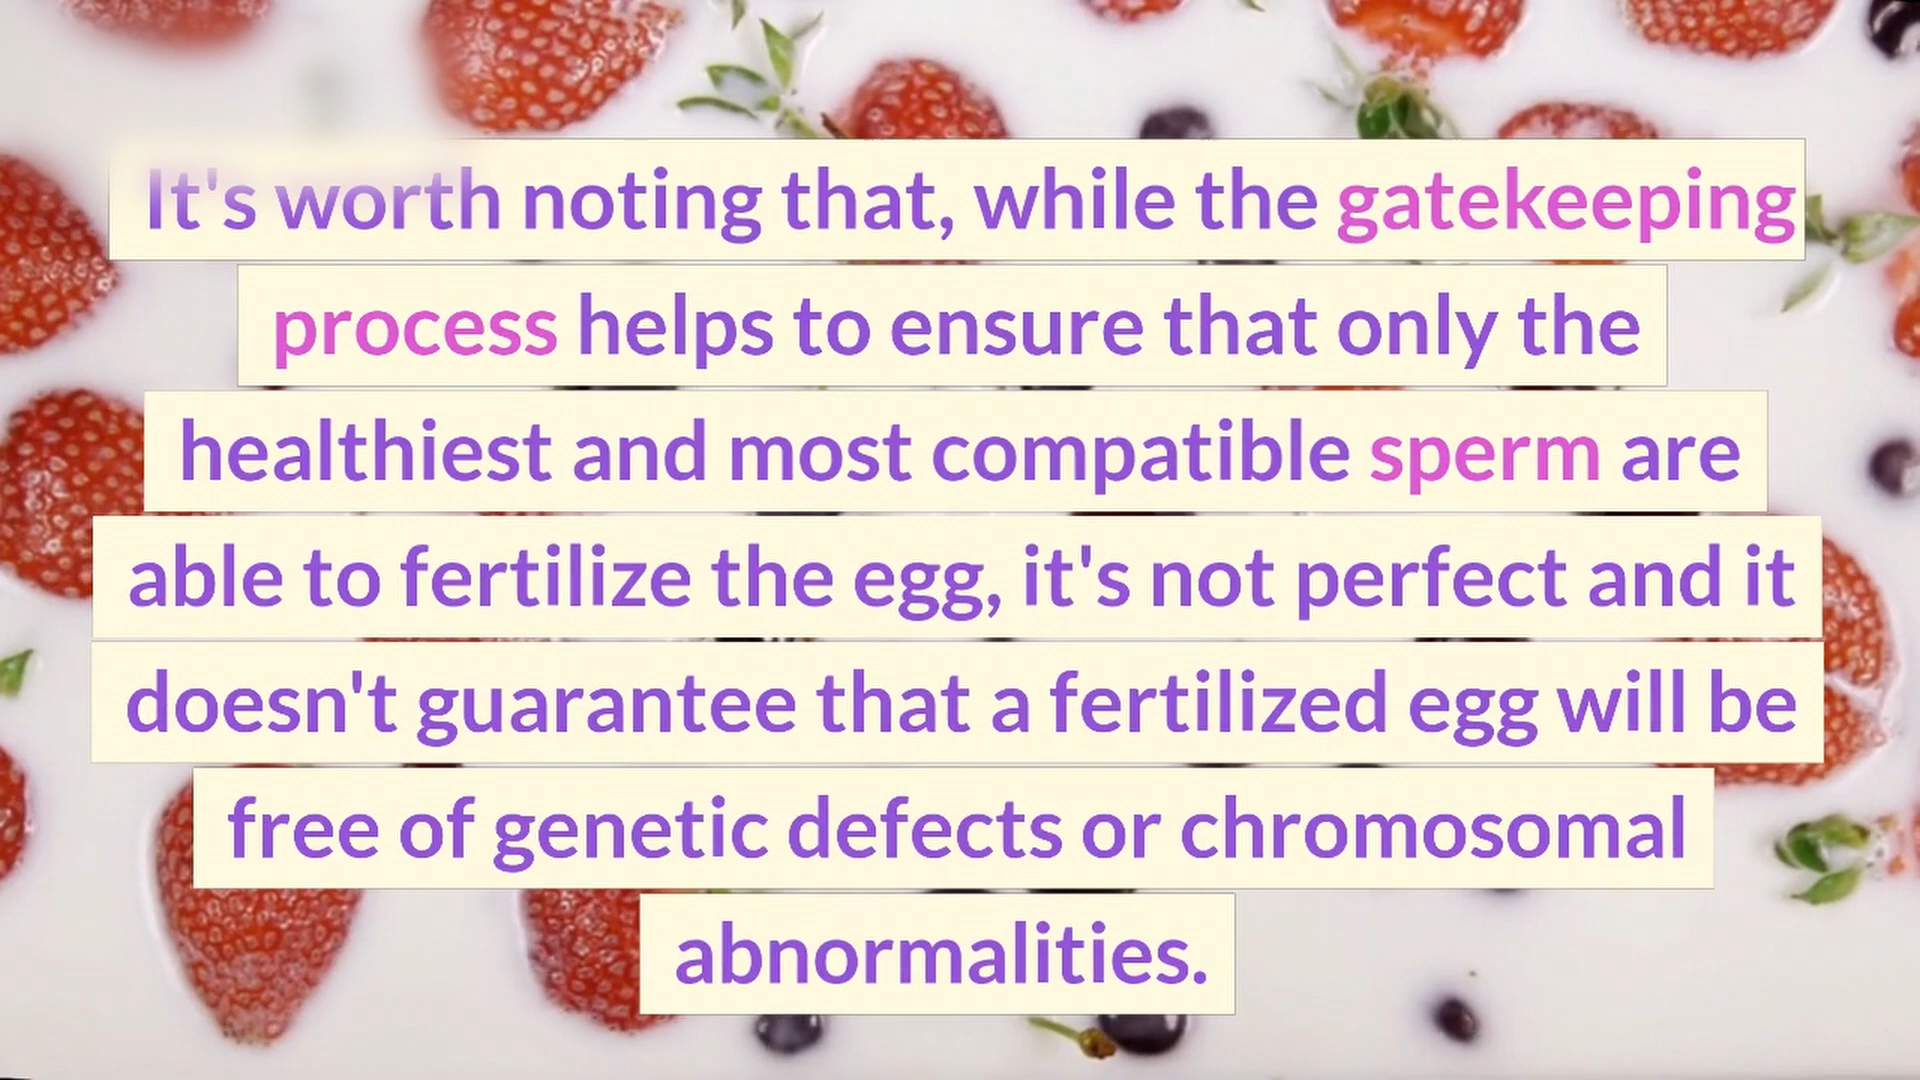 It's worth noting that, while the gatekeeping
process helps to ensure that only the
healthiest and most compatible sperm are
able to fertilize the egg, it's not perfect and it
doesn't guarantee that a fertilized egg will be
free of genetic defects or chromosomal
abnormalities.